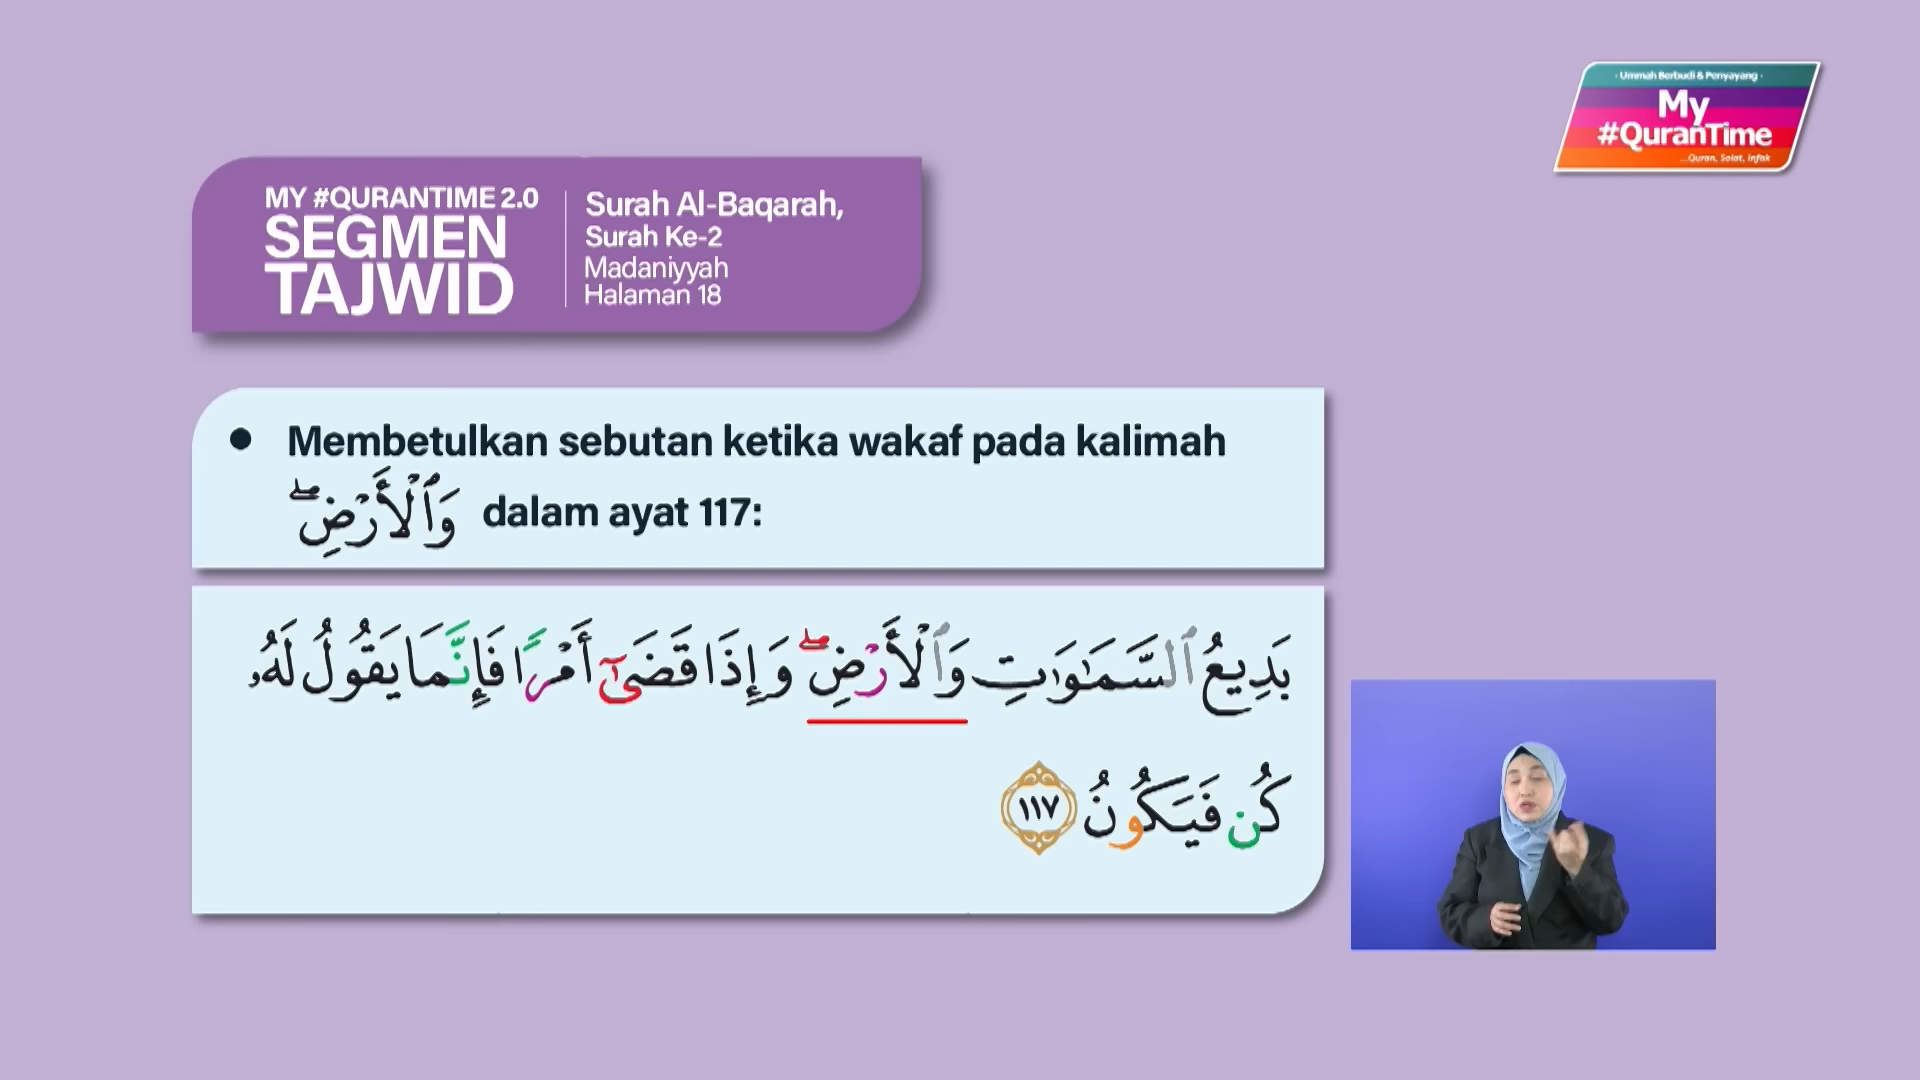 · Ummah Berbudi & Penyayang ·
My
#QuranTime
...Quran, Solat, Infak
MY #QURANTIME 2.0
SEGMEN
TAJWID
Surah Al-Baqarah,
Surah Ke-2
Madaniyyah
Halaman 18
● Membetulkan sebutan ketika wakaf pada kalimah
وَٱلْأَرْضِۖ dalam ayat 117:
بَدِيعُ ٱلسَّمَـٰوَٰتِ وَٱلْأَرْضِۖ وَإِذَا قَضَىٰٓ أَمْرًا فَإِنَّمَا يَقُولُ لَهُۥ
كُن فَيَكُونُ ١١٧